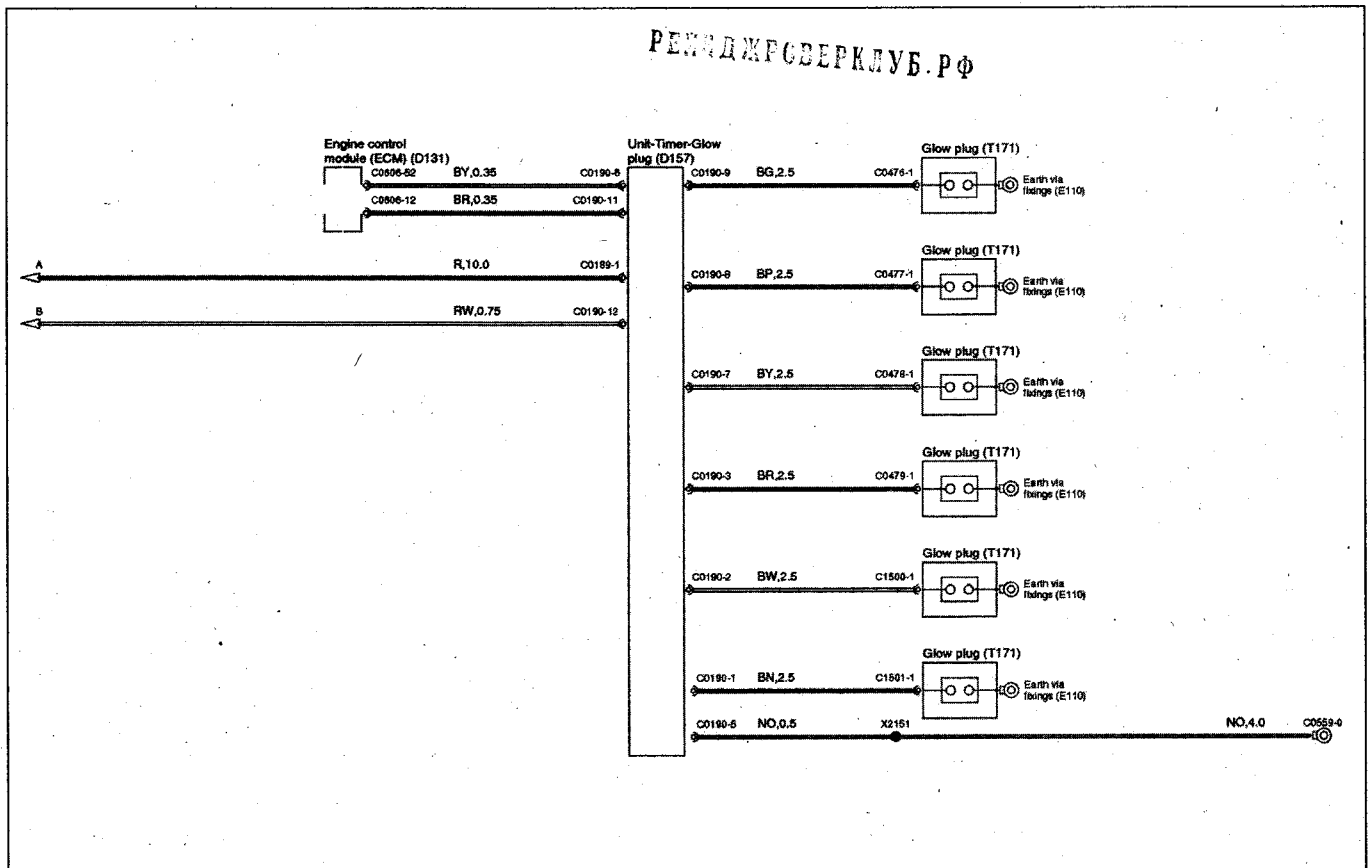 РЕЙНДЖРОВЕРКЛУБ.РФ
Engine control
module (ECM) (D131)
Unit-Timer-Glow
plug (D157)
C0606-52 BY,0.35 C0190-6
C0606-12 BR,0.35 C0190-11
A R,10.0 C0189-1
B RW,0.75 C0190-12
Glow plug (T171)
C0190-9 BG,2.5 C0476-1
Earth via
fixings (E110)
Glow plug (T171)
C0190-8 BP,2.5 C0477-1
Earth via
fixings (E110)
Glow plug (T171)
C0190-7 BY,2.5 C0478-1
Earth via
fixings (E110)
Glow plug (T171)
C0190-3 BR,2.5 C0479-1
Earth via
fixings (E110)
Glow plug (T171)
C0190-2 BW,2.5 C1500-1
Earth via
fixings (E110)
Glow plug (T171)
C0190-1 BN,2.5 C1501-1
Earth via
fixings (E110)
C0190-5 NO,0.5 X2151 NO,4.0 C0559-0